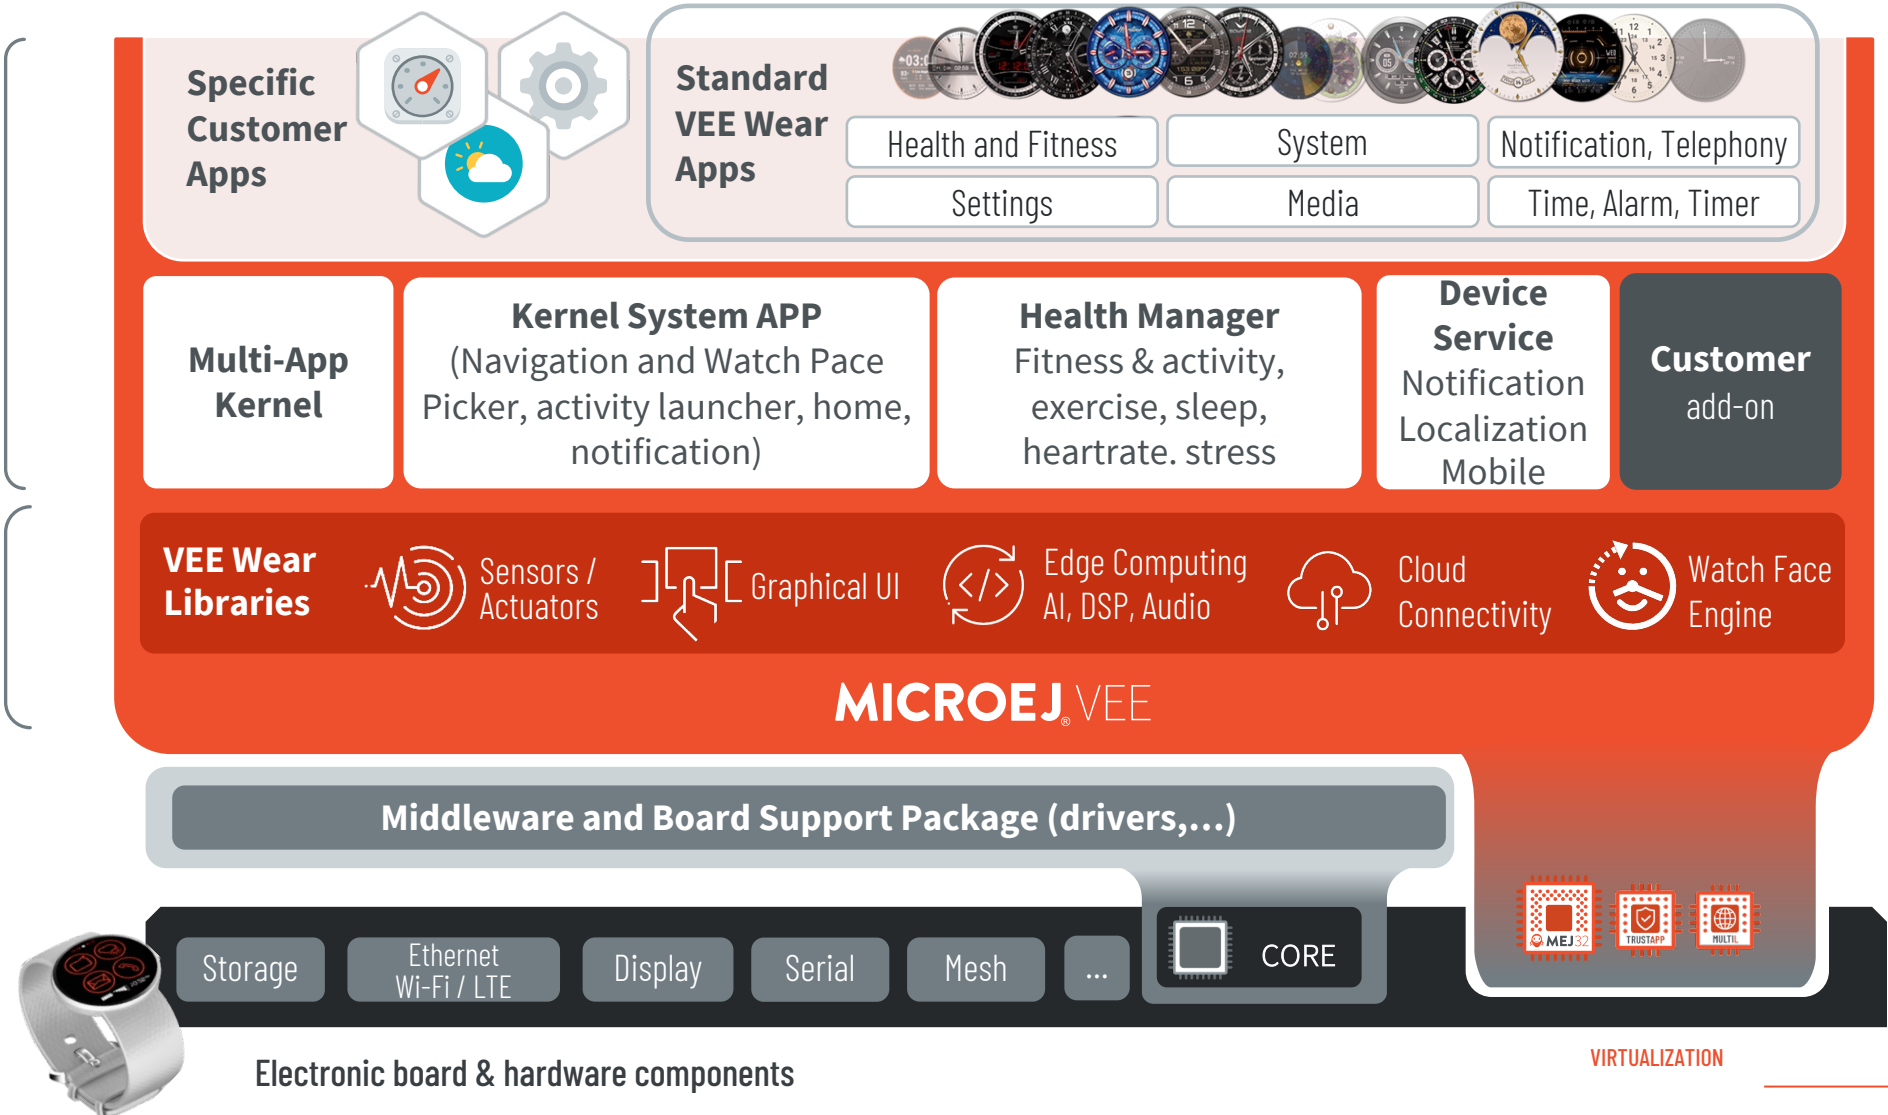 Specific
Customer
Apps
Standard
VEE Wear
Apps
Health and Fitness
System
Notification, Telephony
Settings
Media
Time, Alarm, Timer
Multi-App
Kernel
Kernel System APP
(Navigation and Watch Pace
Picker, activity launcher, home,
notification)
Health Manager
Fitness & activity,
exercise, sleep,
heartrate. stress
Device
Service
Notification
Localization
Mobile
Customer
add-on
VEE Wear
Libraries
Sensors /
Actuators
Graphical UI
Edge Computing
AI, DSP, Audio
Cloud
Connectivity
Watch Face
Engine
MICROEJ® VEE
Middleware and Board Support Package (drivers,...)
MEJ32
TRUSTAPP
MULTIL
Storage
Ethernet
Wi-Fi / LTE
Display
Serial
Mesh
...
CORE
Electronic board & hardware components
VIRTUALIZATION